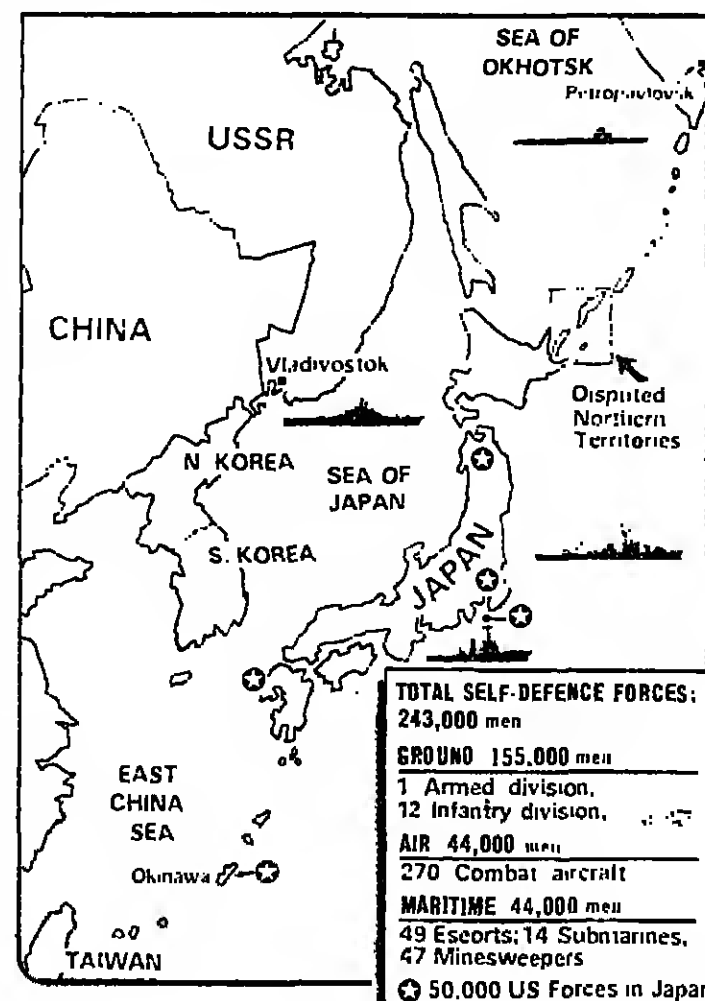 SEA OF
OKHOTSK
Petropavlovsk
USSR
CHINA
Vladivostok
Disputed
Northern
Territories
N. KOREA
SEA OF
JAPAN
S. KOREA
JAPAN
EAST
CHINA
SEA
Okinawa
TAIWAN
TOTAL SELF-DEFENCE FORCES:
243,000 men
GROUND 155.000 men
1 Armed division,
12 Infantry division,
AIR 44,000 men
270 Combat aircraft
MARITIME 44,000 men
49 Escorts; 14 Submarines,
47 Minesweepers
50,000 US Forces in Japan